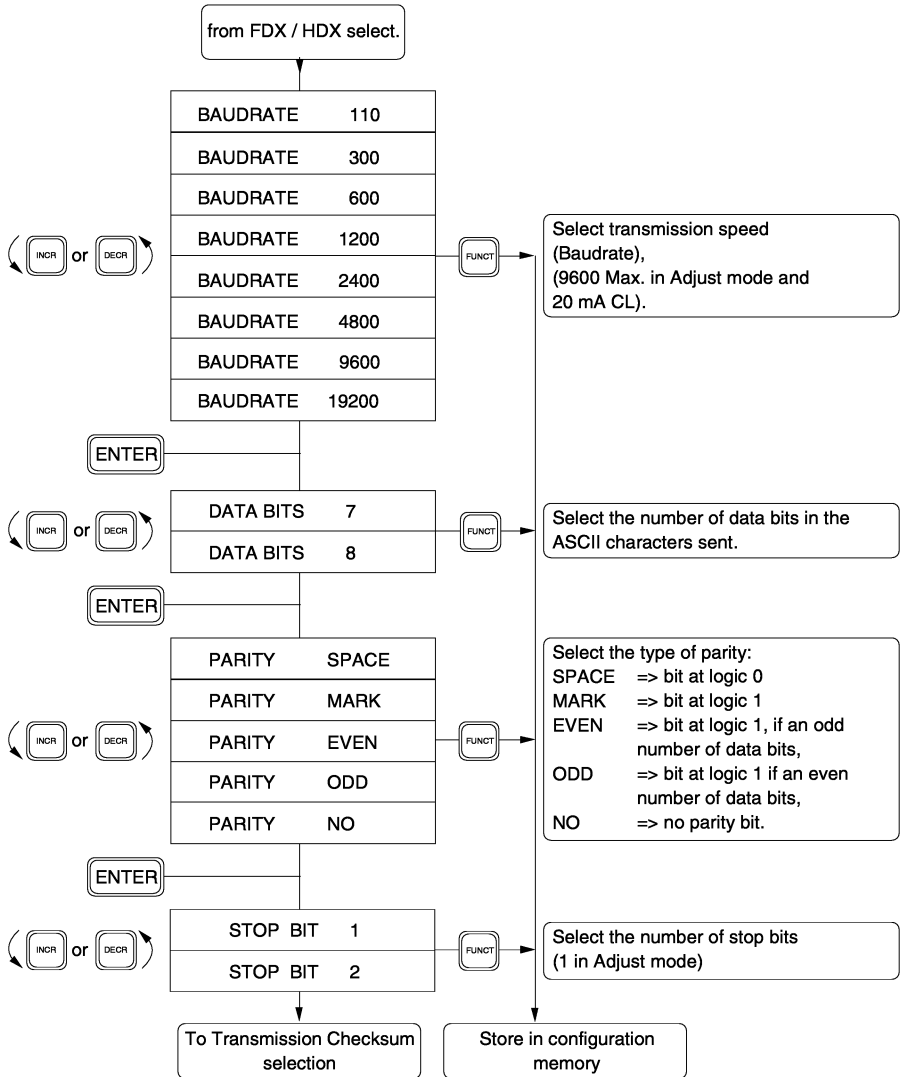 from FDX / HDX select.
BAUDRATE 110
BAUDRATE 300
BAUDRATE 600
BAUDRATE 1200
BAUDRATE 2400
BAUDRATE 4800
BAUDRATE 9600
BAUDRATE 19200
INCR or DECR
FUNCT
Select transmission speed
(Baudrate),
(9600 Max. in Adjust mode and
20 mA CL).
ENTER
INCR or DECR
DATA BITS 7
DATA BITS 8
FUNCT
Select the number of data bits in the
ASCII characters sent.
ENTER
INCR or DECR
PARITY SPACE
PARITY MARK
PARITY EVEN
PARITY ODD
PARITY NO
FUNCT
Select the type of parity:
SPACE => bit at logic 0
MARK => bit at logic 1
EVEN => bit at logic 1, if an odd
number of data bits,
ODD => bit at logic 1 if an even
number of data bits,
NO => no parity bit.
ENTER
INCR or DECR
STOP BIT 1
STOP BIT 2
FUNCT
Select the number of stop bits
(1 in Adjust mode)
To Transmission Checksum
selection
Store in configuration
memory